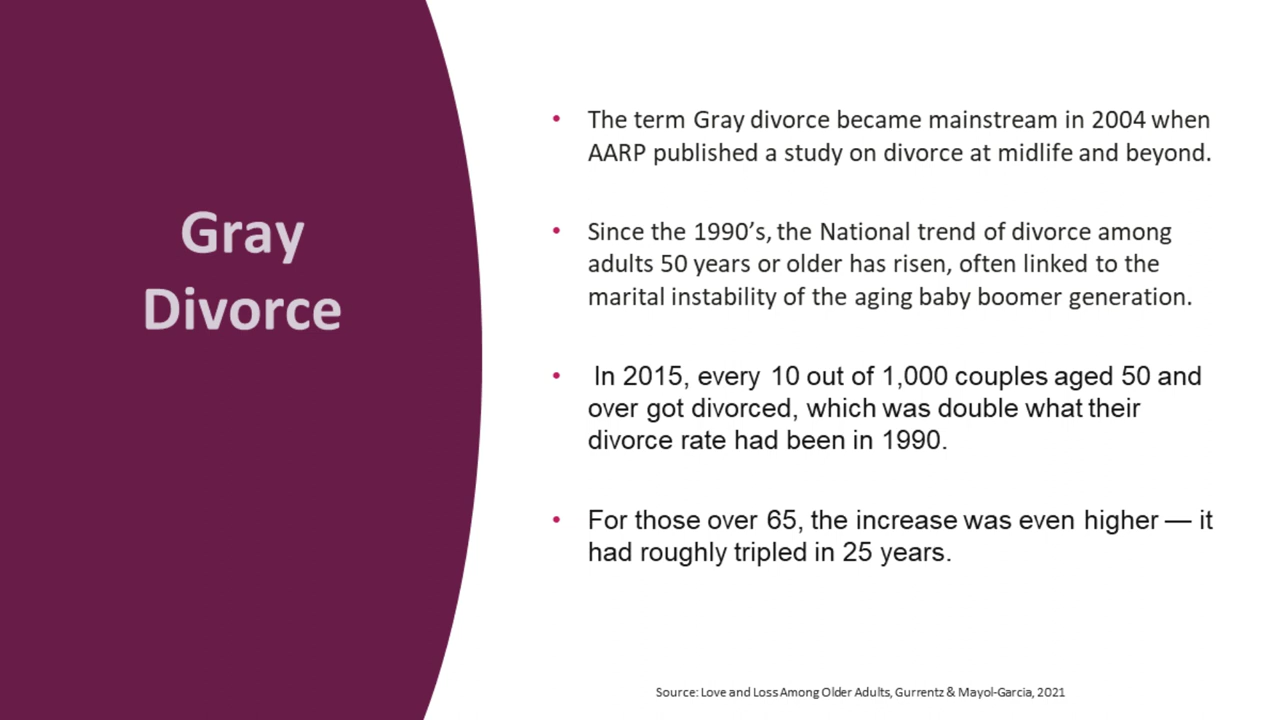 Gray
Divorce
• The term Gray divorce became mainstream in 2004 when
AARP published a study on divorce at midlife and beyond.
• Since the 1990’s, the National trend of divorce among
adults 50 years or older has risen, often linked to the
marital instability of the aging baby boomer generation.
• In 2015, every 10 out of 1,000 couples aged 50 and
over got divorced, which was double what their
divorce rate had been in 1990.
• For those over 65, the increase was even higher — it
had roughly tripled in 25 years.
Source: Love and Loss Among Older Adults, Gurrentz & Mayol-Garcia, 2021